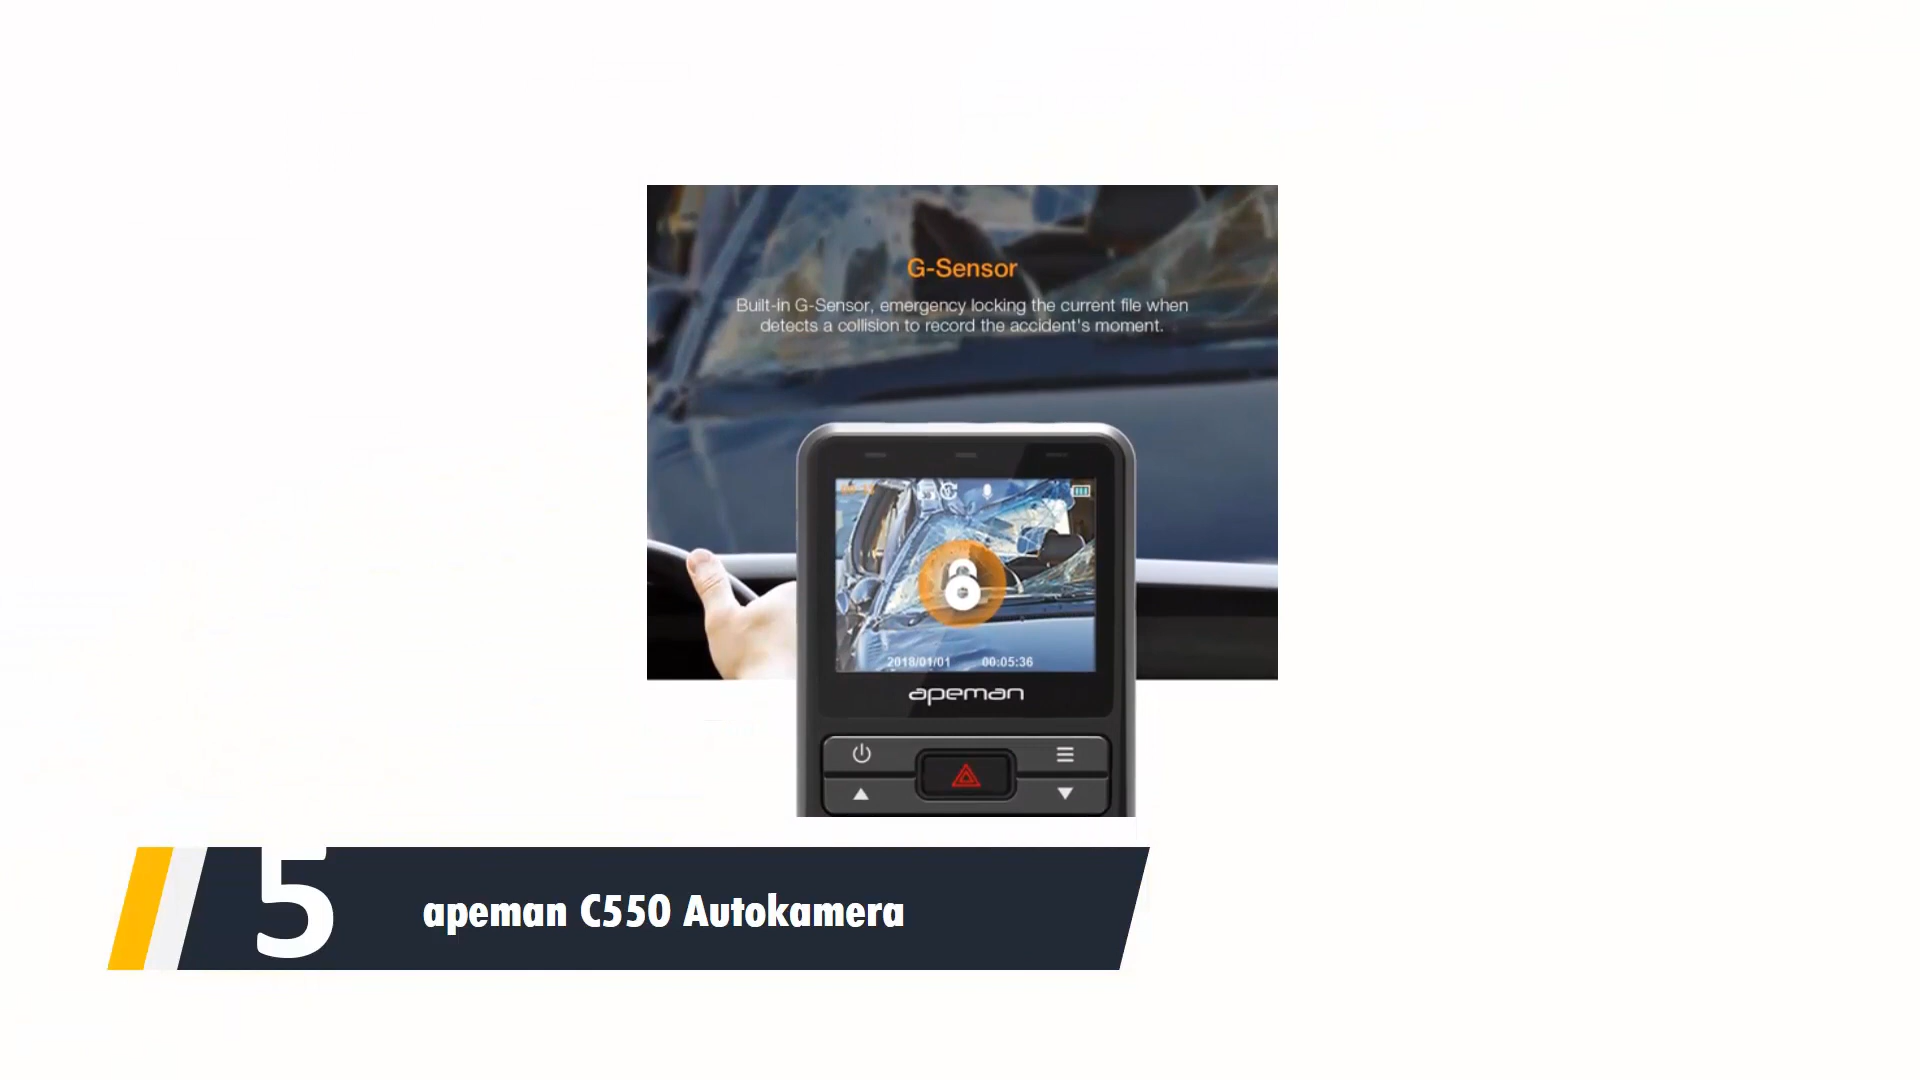 G-Sensor
Built-in G-Sensor, emergency locking the current file when
detects a collision to record the accident's moment.
2018/01/01 00:05:36
apeman
5 apeman C550 Autokamera